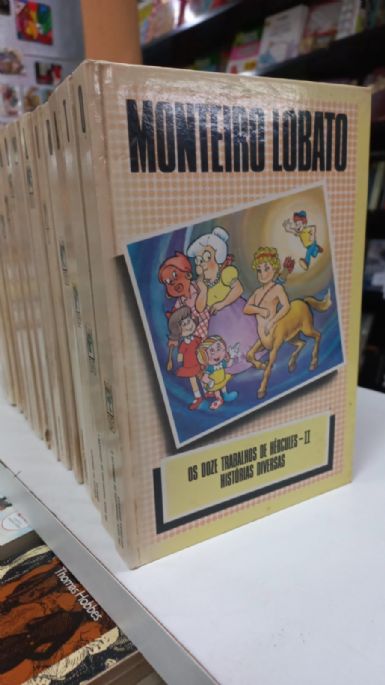 MONTEIRO LOBATO
OS DOZE TRABALHOS DE HÉRCULES - II
HISTÓRIAS DIVERSAS
Thomas Hobbes